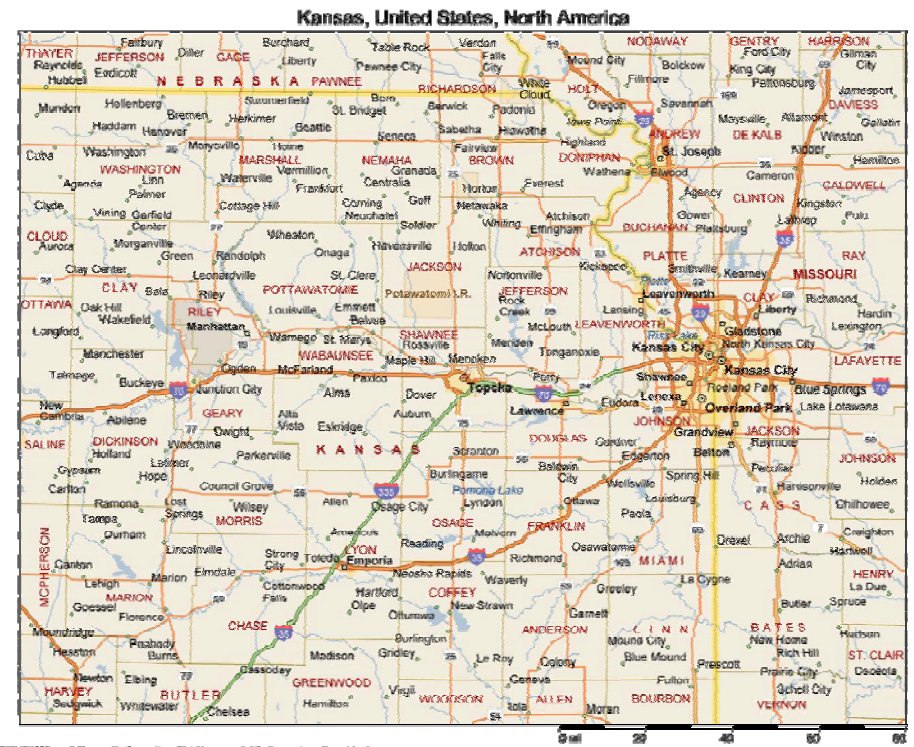 Kansas, United States, North America
Fairbury Diller Burchard Table Rock Verdon NODAWAY GENTRY HARRISON
THAYER JEFFERSON GAGE Liberty Pawnee City Falls City Mound City Bolckow Ford City Gilman City
Raynolds Endicott King City Pattonsburg
Hubbell NEBRASKA PAWNEE RICHARDSON White Cloud HOLT Fillmore Jamesport
Hollenberg Summerfield Bern Berwick Padonia Oregon Savannah DAVIESS
Bremen Herkimer St. Bridget Iowa Point Maysville Altamont Gallatin
Haddam Hanover Beattie Seneca Sabetha Hiawatha ANDREW DE KALB Winston
Cuba Washington Marysville Home Fairview Highland St. Joseph Hamilton
WASHINGTON MARSHALL NEMAHA BROWN DONIPHAN
Linn Waterville Vermillion Granada Wathena Elwood Cameron
Agenda Palmer Frankfort Centralia Horton Everest Agency CLINTON CALDWELL
Clyde Vining Garfield Center Cottage Hill Corning Goff Netawaka Atchison Gower Kingston
Neuchatel Soldier Whiting Effingham BUCHANAN Plattsburg Lathrop Polo
CLOUD Aurora Morganville Wheaton Havensville Holton ATCHISON PLATTE 35 RAY
Green Randolph Onaga JACKSON Kickapoo Smithville Kearney MISSOURI
Clay Center Leonardville St. Clere Nortonville
CLAY Riley POTTAWATOMIE Potawatomi I.R. JEFFERSON Leavenworth CLAY Richmond
OTTAWA Oak Hill RILEY Louisville Emmett Rock Creek Lansing Liberty Hardin
Wakefield Manhattan Belvue McLouth LEAVENWORTH Gladstone Lexington
Longford Wamego St. Marys SHAWNEE Rossville Meriden Kansas City North Kansas City
Manchester WABAUNSEE Maple Hill Menoken Tonganoxie LAFAYETTE
Talmage Ogden McFarland Paxico Perry Shawnee Kansas City
Buckeye 70 Junction City Topeka 70 Roeland Park Blue Springs 70
New Cambria Abilene Alma Dover Lawrence Eudora Lenexa Overland Park Lake Lotawana
GEARY Alta Vista Auburn JOHNSON
SALINE DICKINSON Woodbine Dwight Eskridge Grandview JACKSON
Holland KANSAS DOUGLAS Gardner Raymore
Latimer Parkerville Scranton Edgerton Belton JOHNSON
Gypsum Hope Burlingame Baldwin City Spring Hill Peculiar
Carlton Council Grove Pomona Lake Wellsville Harrisonville Holden
Ramona Lost Springs Wilsey Allen 335 Osage City Lyndon Ottawa Louisburg CASS Chilhowee
Tampa MORRIS OSAGE FRANKLIN Paola
Durham Americus Melvern Drexel Archie Creighton
Lincolnville LYON Reading Osawatomie Hartwell
MCPHERSON Canton Strong City Toledo Emporia Richmond MIAMI Adrian
Lehigh Marion Elmdale Neosho Rapids Waverly La Cygne HENRY
Goessel MARION Cottonwood Falls Hartford COFFEY Greeley La Due
Florence Olpe New Strawn Garnett Butler Spruce
Moundridge CHASE 35 Ottumwa ANDERSON LINN BATES
Hesston Peabody Burns Burlington Mound City New Home Hudson
Cassoday Madison Gridley Le Roy Colony Blue Mound Prescott Rich Hill ST. CLAIR
Newton Elbing GREENWOOD Geneva Fulton Prairie City Osceola
HARVEY Whitewater BUTLER Virgil WOODSON ALLEN BOURBON Schell City
Sedgwick Chelsea Hamilton Iola Moran VERNON
54
0 mi 20 40 60 80